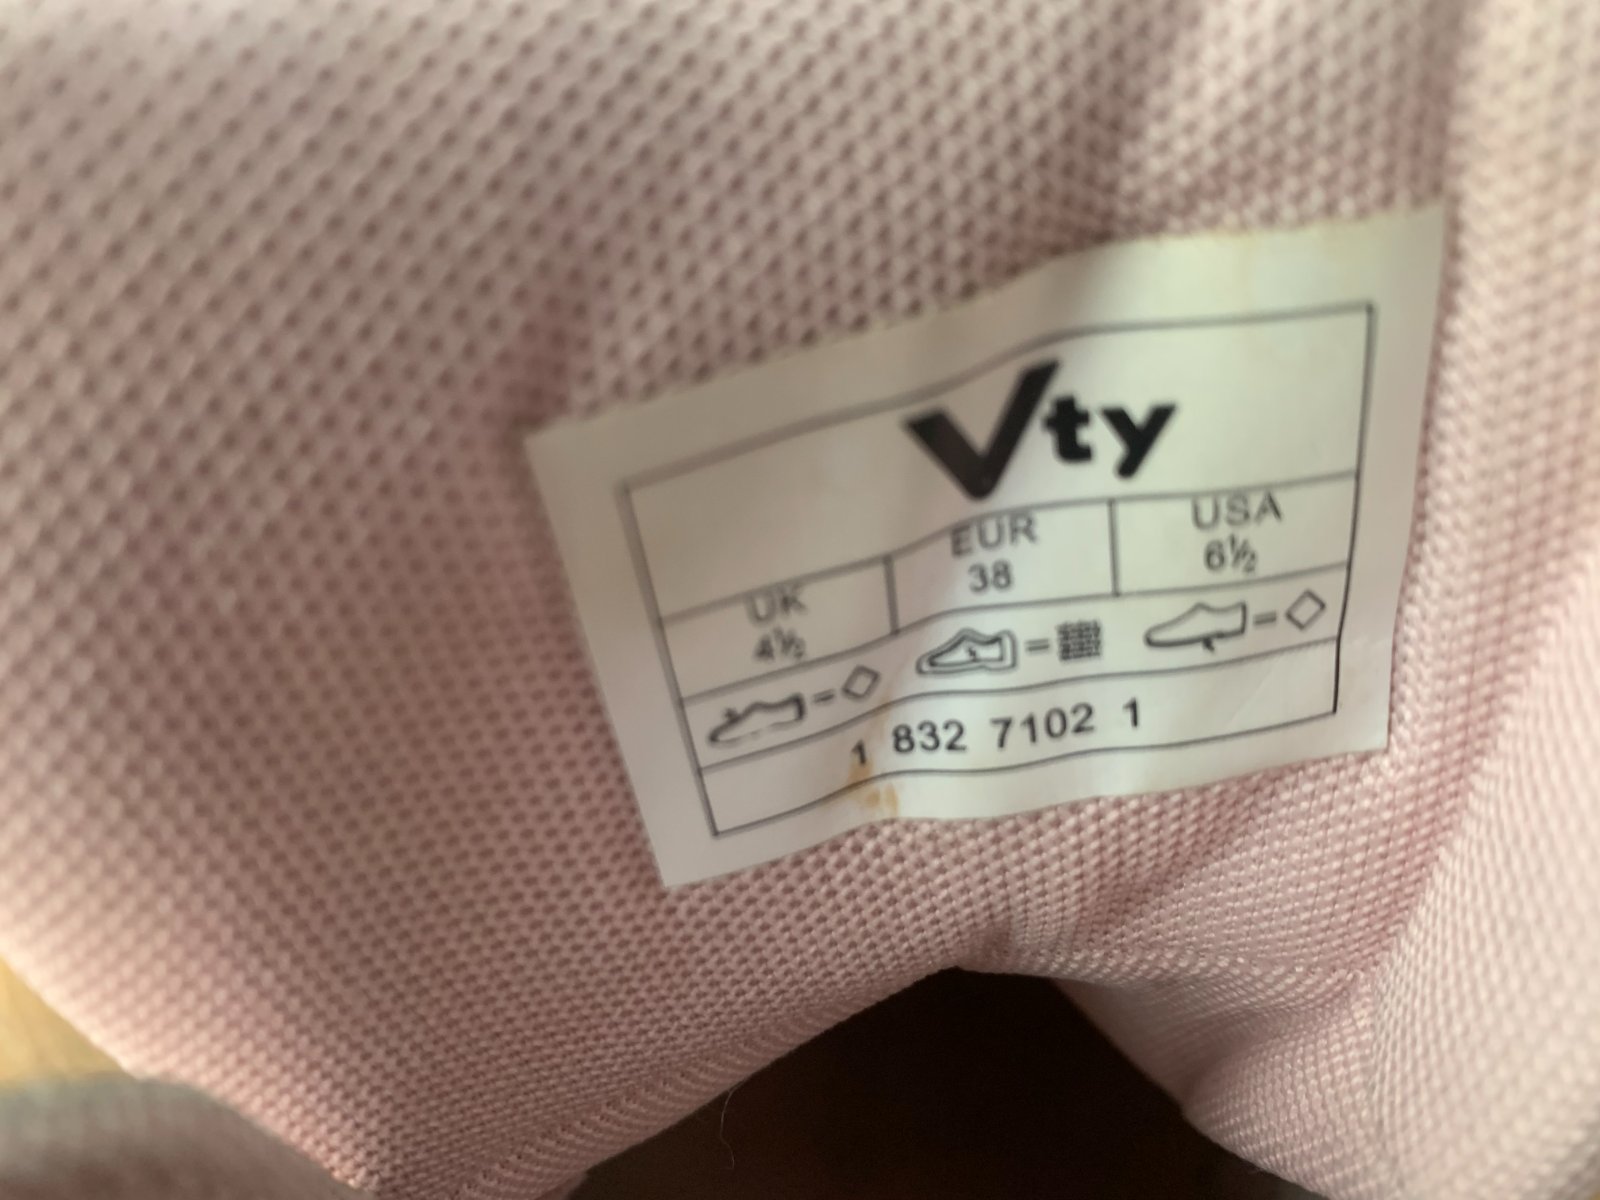 Vty
UK EUR USA
4½ 38 6½
= = =
1 832 7102 1